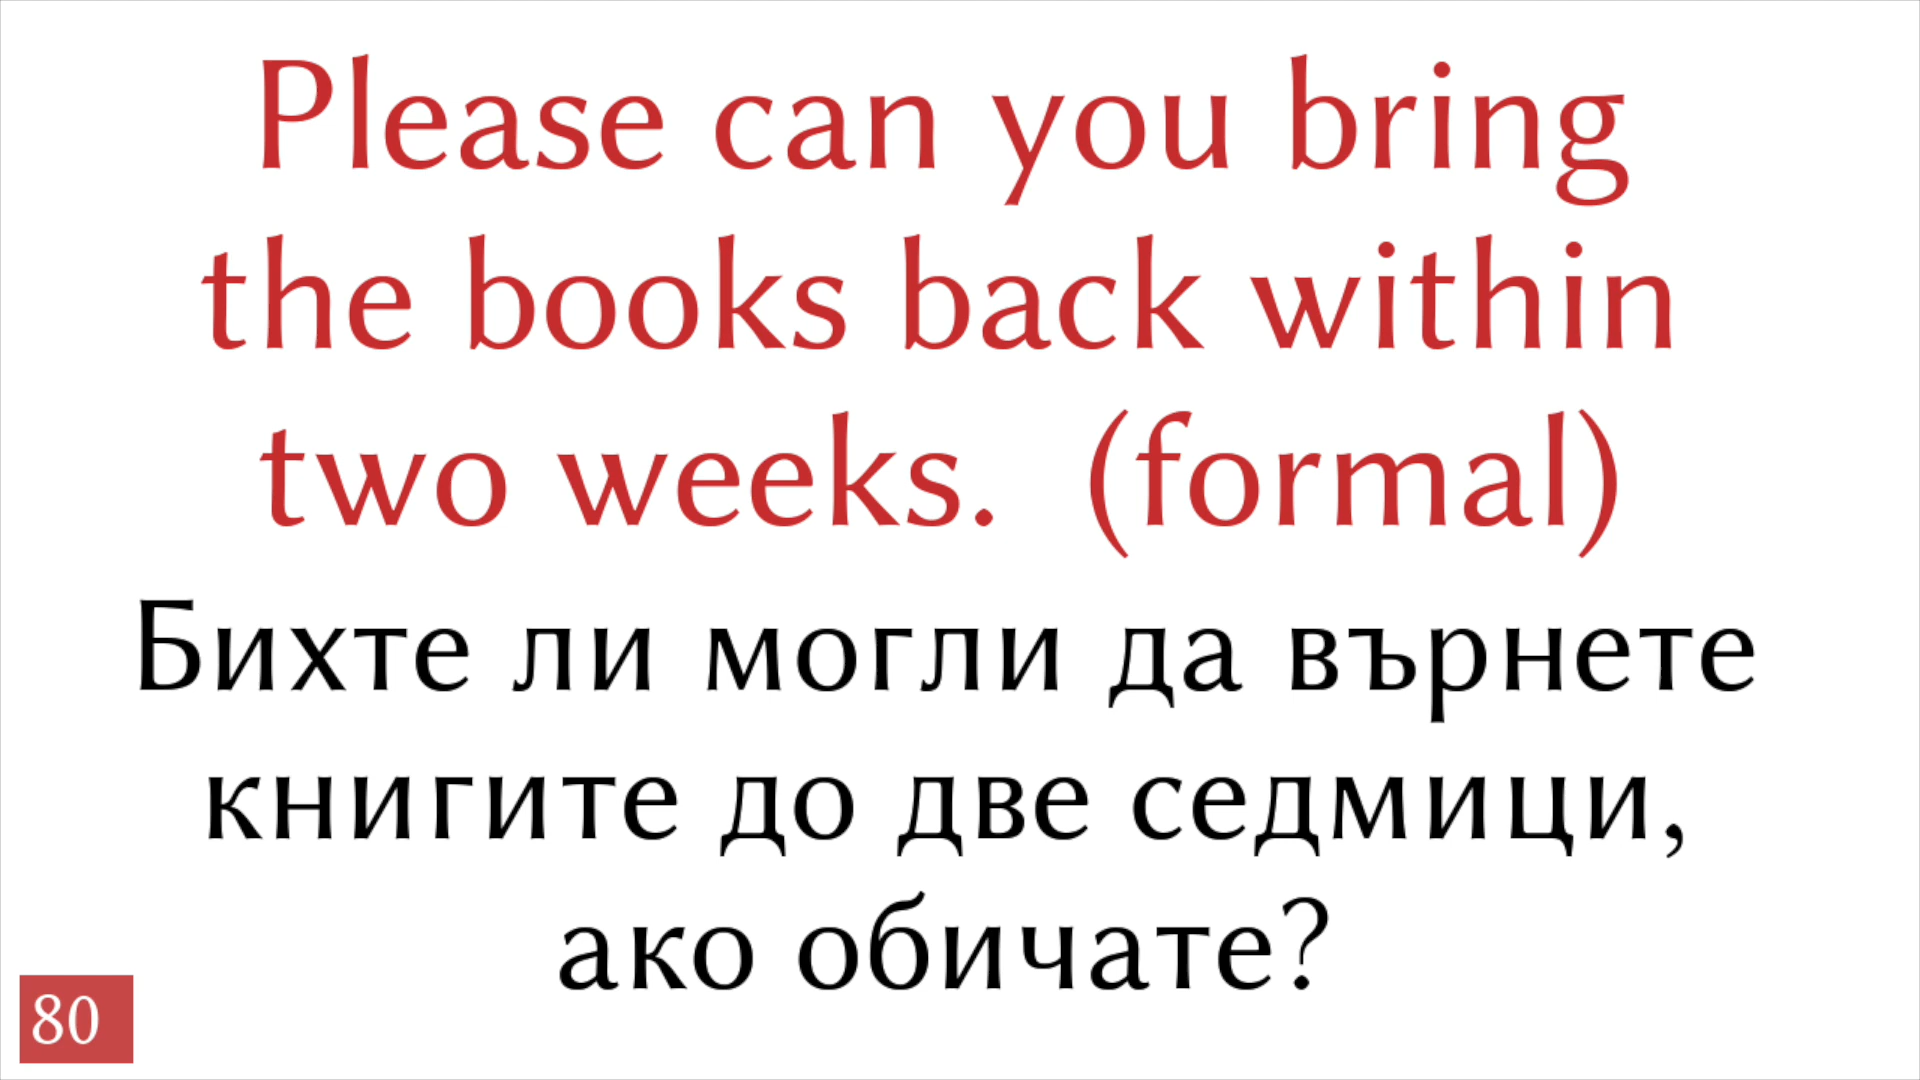 Please can you bring
the books back within
two weeks.  (formal)
Бихте ли могли да върнете
книгите до две седмици,
ако обичате?
80